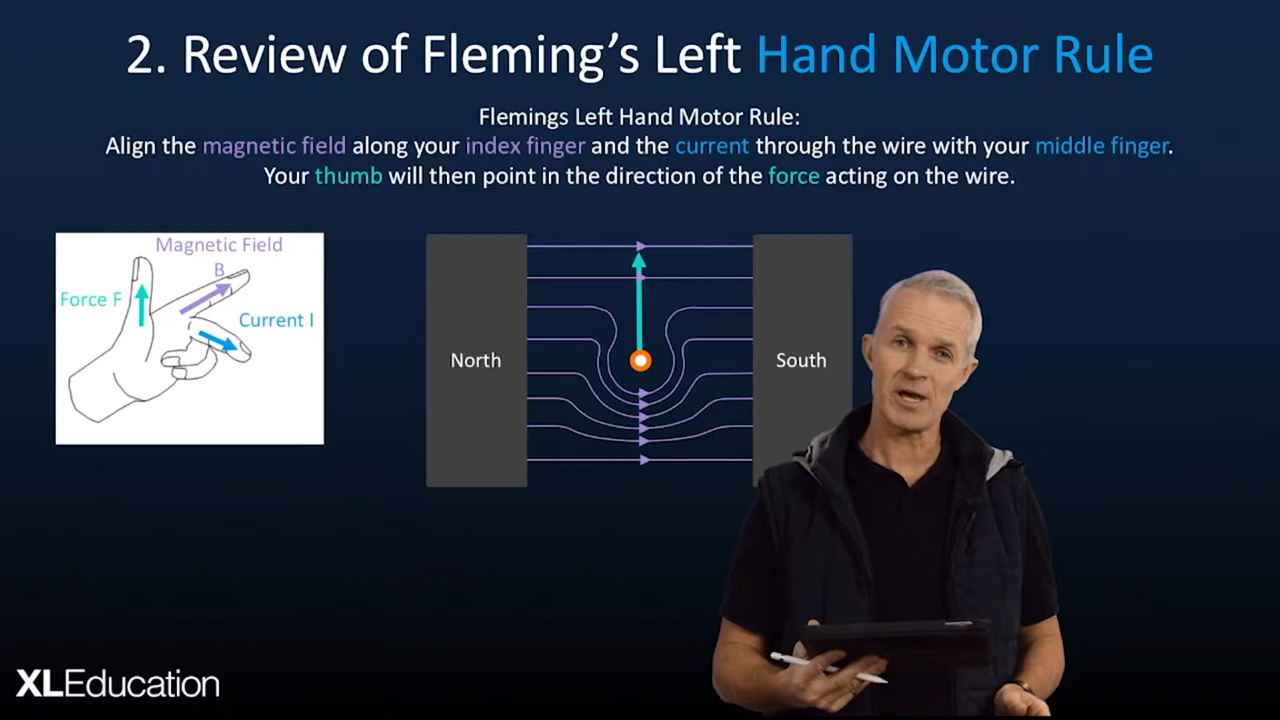 2. Review of Fleming’s Left Hand Motor Rule
Flemings Left Hand Motor Rule:
Align the magnetic field along your index finger and the current through the wire with your middle finger.
Your thumb will then point in the direction of the force acting on the wire.
Magnetic Field
B
Force F
Current I
North
South
XLEducation